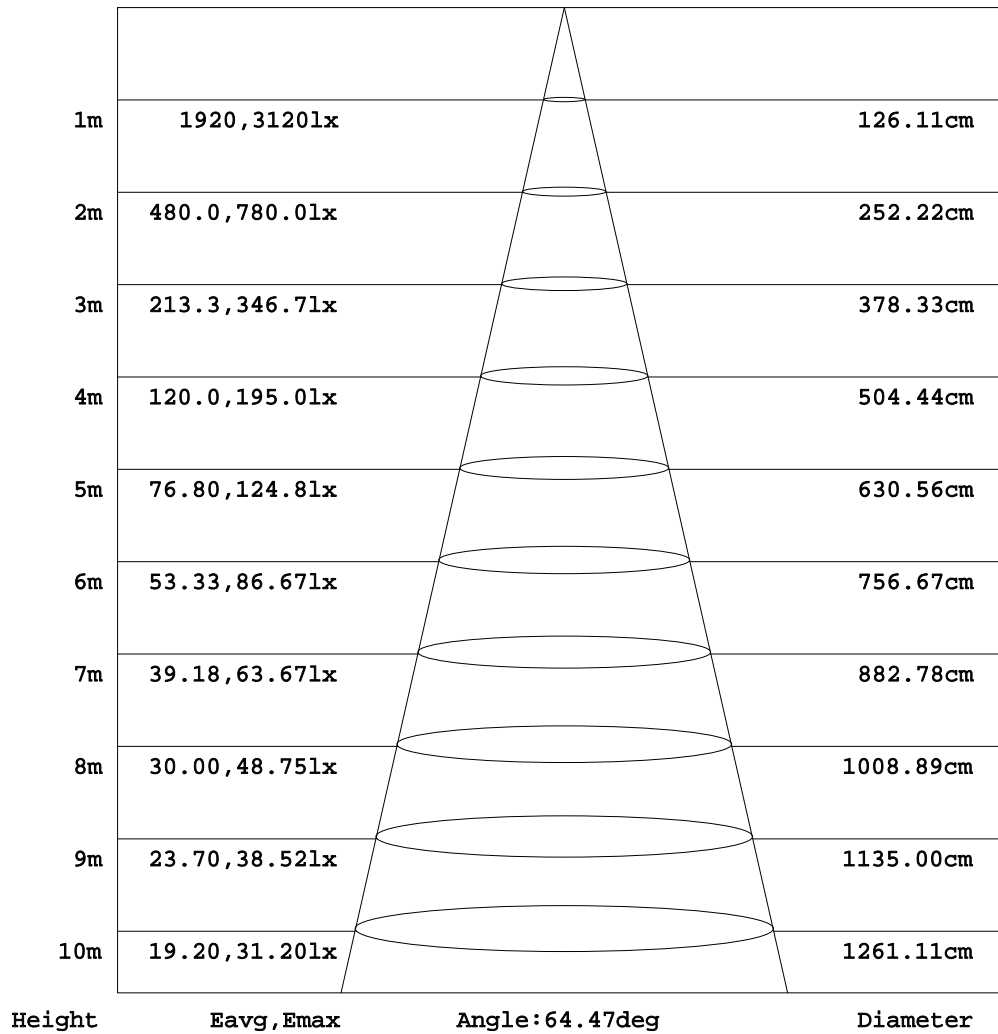 1m 1920,3120lx 126.11cm
2m 480.0,780.0lx 252.22cm
3m 213.3,346.7lx 378.33cm
4m 120.0,195.0lx 504.44cm
5m 76.80,124.8lx 630.56cm
6m 53.33,86.67lx 756.67cm
7m 39.18,63.67lx 882.78cm
8m 30.00,48.75lx 1008.89cm
9m 23.70,38.52lx 1135.00cm
10m 19.20,31.20lx 1261.11cm
Height Eavg,Emax Angle:64.47deg Diameter